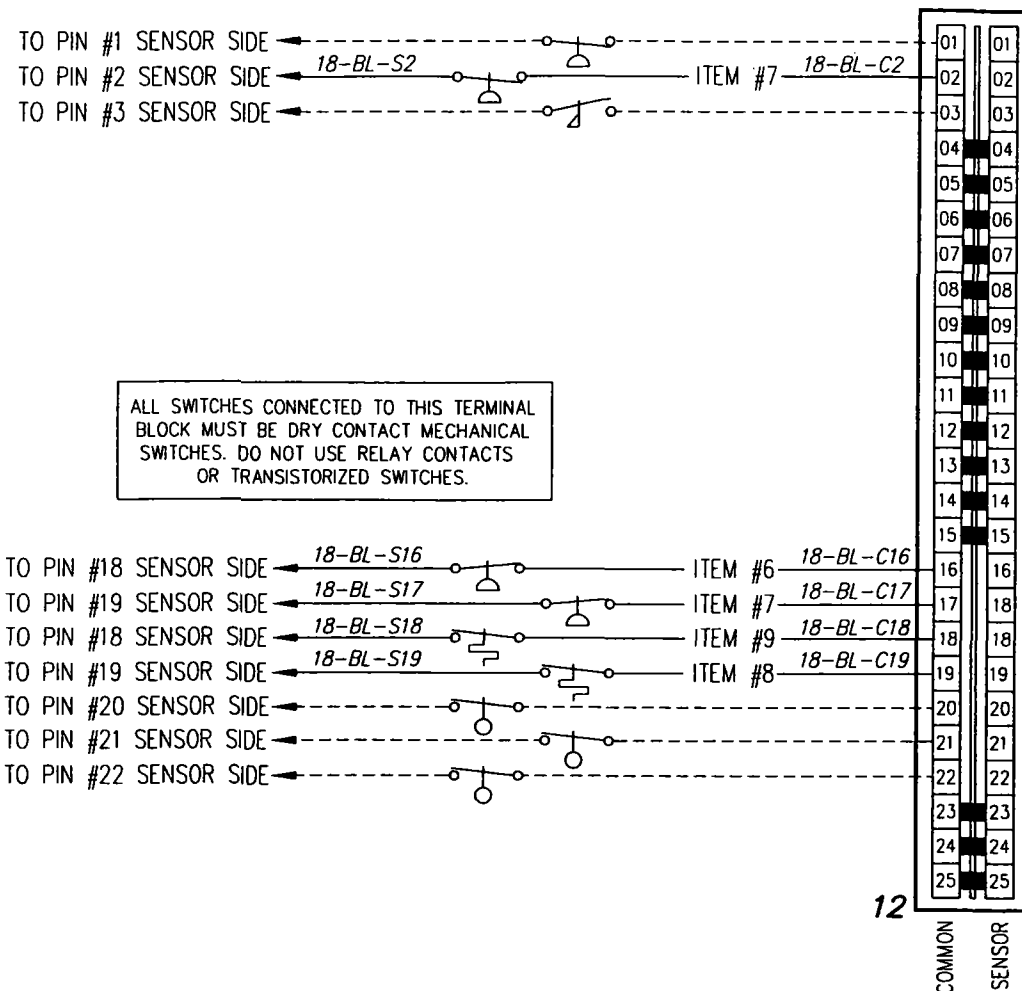 TO PIN #1 SENSOR SIDE
TO PIN #2 SENSOR SIDE 18-BL-S2 ITEM #7 18-BL-C2
TO PIN #3 SENSOR SIDE
ALL SWITCHES CONNECTED TO THIS TERMINAL
BLOCK MUST BE DRY CONTACT MECHANICAL
SWITCHES. DO NOT USE RELAY CONTACTS
OR TRANSISTORIZED SWITCHES.
TO PIN #18 SENSOR SIDE 18-BL-S16 ITEM #6 18-BL-C16
TO PIN #19 SENSOR SIDE 18-BL-S17 ITEM #7 18-BL-C17
TO PIN #18 SENSOR SIDE 18-BL-S18 ITEM #9 18-BL-C18
TO PIN #19 SENSOR SIDE 18-BL-S19 ITEM #8 18-BL-C19
TO PIN #20 SENSOR SIDE
TO PIN #21 SENSOR SIDE
TO PIN #22 SENSOR SIDE
01 01
02 02
03 03
04 04
05 05
06 06
07 07
08 08
09 09
10 10
11 11
12 12
13 13
14 14
15 15
16 16
17 18
18 18
19 19
20 20
21 21
22 22
23 23
24 24
25 25
12
COMMON
SENSOR